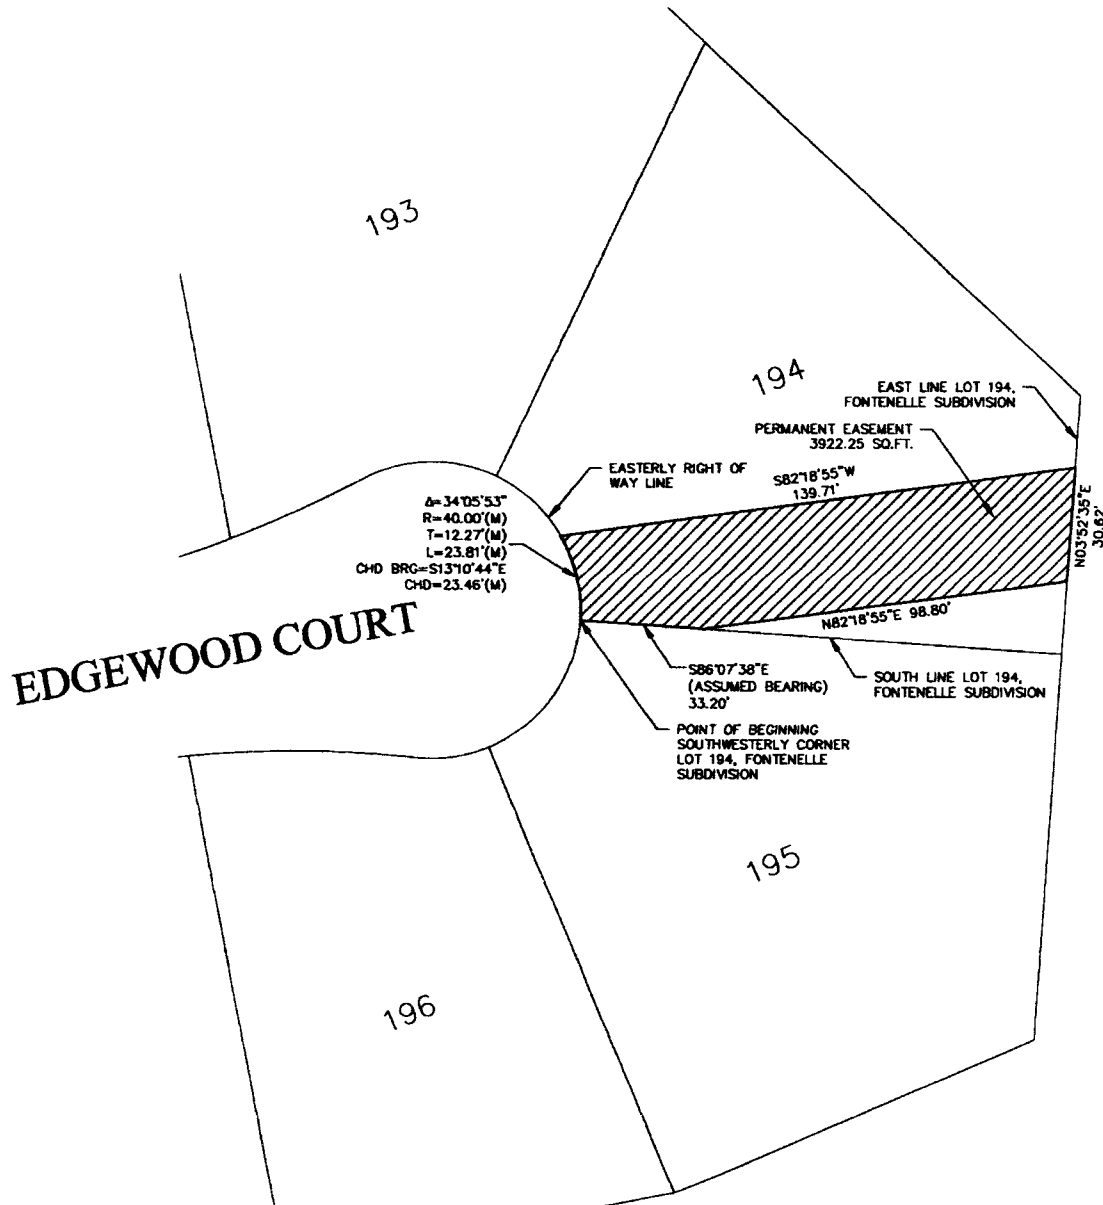 193
194
EAST LINE LOT 194,
FONTENELLE SUBDIVISION
PERMANENT EASEMENT
3922.25 SQ.FT.
EASTERLY RIGHT OF
WAY LINE
S82°18'55"W
139.71'
Δ=34°05'53"
R=40.00'(M)
T=12.27'(M)
L=23.81'(M)
CHD BRG=S13°10'44"E
CHD=23.46'(M)
N03°52'35"E
30.62'
EDGEWOOD COURT
N82°18'55"E 98.80'
S86°07'38"E
(ASSUMED BEARING)
33.20'
SOUTH LINE LOT 194,
FONTENELLE SUBDIVISION
POINT OF BEGINNING
SOUTHWESTERLY CORNER
LOT 194, FONTENELLE
SUBDIVISION
195
196